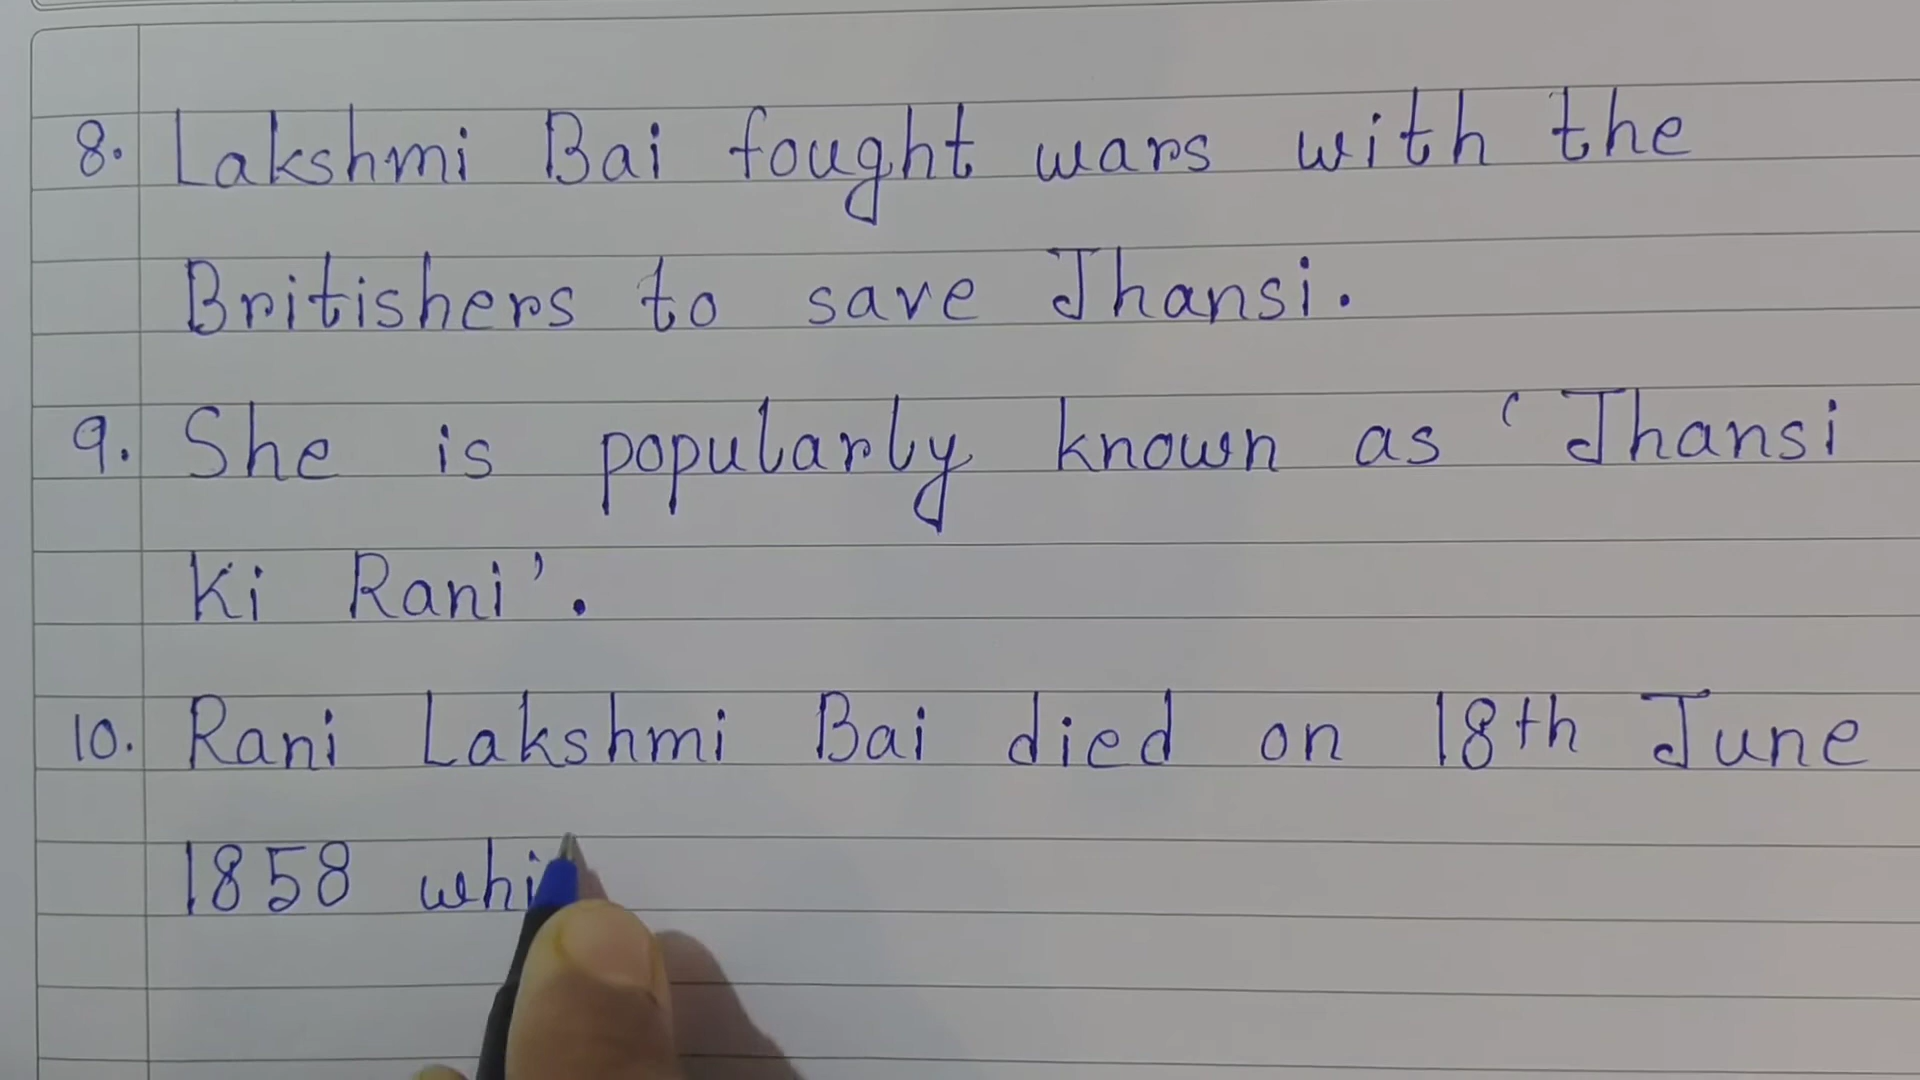 8. Lakshmi Bai fought wars with the
Britishers to save Jhansi.
9. She is popularly known as ‘Jhansi
Ki Rani’.
10. Rani Lakshmi Bai died on 18th June
1858 whi